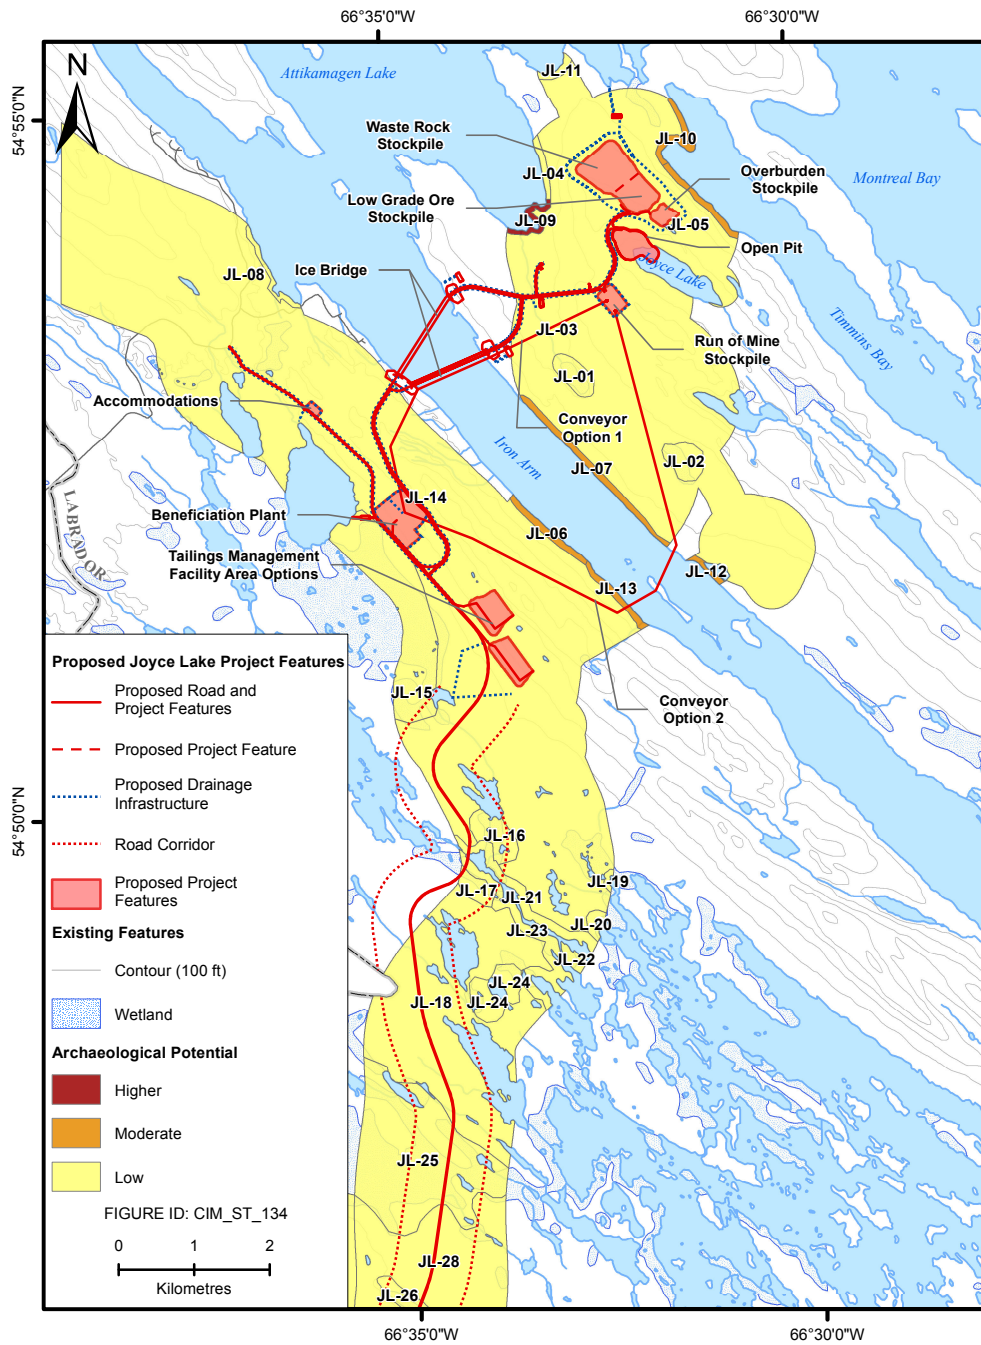 66°35'0"W
66°30'0"W
54°55'0"N
N
Attikamagen Lake
JL-11
Waste Rock
Stockpile
JL-10
JL-04
Overburden
Stockpile
Montreal Bay
Low Grade Ore
Stockpile
JL-09
JL-05
Open Pit
JL-08
Ice Bridge
Joyce Lake
JL-03
Run of Mine
Stockpile
Timmins Bay
JL-01
Accommodations
Conveyor
Option 1
Iron Arm
JL-07
JL-02
LABRADOR
JL-14
Beneficiation Plant
JL-06
Tailings Management
Facility Area Options
JL-12
JL-13
JL-15
Conveyor
Option 2
54°50'0"N
JL-16
JL-17
JL-19
JL-21
JL-20
JL-23
JL-22
JL-24
JL-18
JL-24
JL-25
JL-28
JL-26
Proposed Joyce Lake Project Features
Proposed Road and
Project Features
Proposed Project Feature
Proposed Drainage
Infrastructure
Road Corridor
Proposed Project
Features
Existing Features
Contour (100 ft)
Wetland
Archaeological Potential
Higher
Moderate
Low
FIGURE ID: CIM_ST_134
0 1 2
Kilometres
66°35'0"W
66°30'0"W